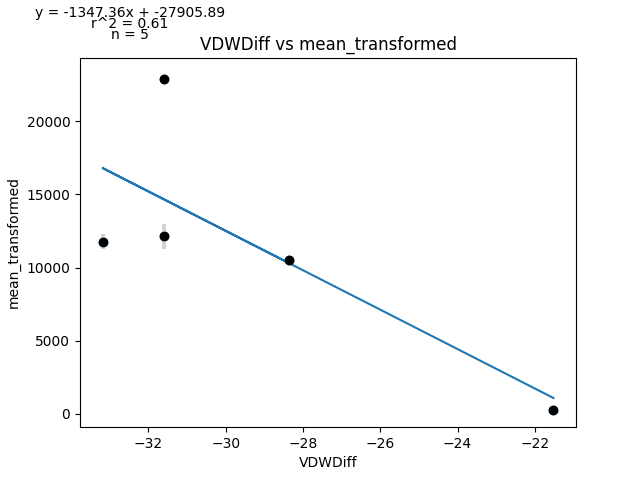 y = -1347.36x + -27905.89
r^2 = 0.61
n = 5
VDWDiff vs mean_transformed
20000
15000
10000
5000
0
mean_transformed
−32 −30 −28 −26 −24 −22
VDWDiff